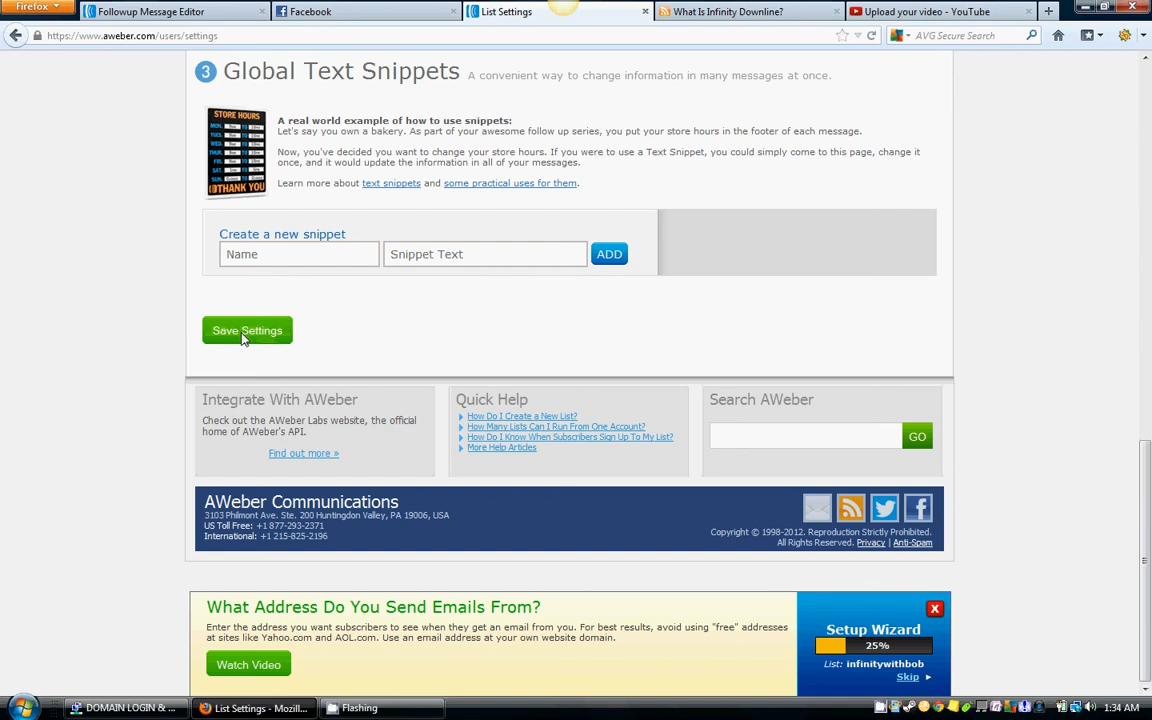 Firefox
Followup Message Editor
Facebook
List Settings
What Is Infinity Downline?
Upload your video - YouTube
https://www.aweber.com/users/settings
AVG Secure Search
3 Global Text Snippets A convenient way to change information in many messages at once.
STORE HOURS
THANK YOU
A real world example of how to use snippets:
Let's say you own a bakery. As part of your awesome follow up series, you put your store hours in the footer of each message.
Now, you've decided you want to change your store hours. If you were to use a Text Snippet, you could simply come to this page, change it
once, and it would update the information in all of your messages.
Learn more about text snippets and some practical uses for them.
Create a new snippet
Name
Snippet Text
ADD
Save Settings
Integrate With AWeber
Check out the AWeber Labs website, the official
home of AWeber's API.
Find out more »
Quick Help
How Do I Create a New List?
How Many Lists Can I Run From One Account?
How Do I Know When Subscribers Sign Up To My List?
More Help Articles
Search AWeber
GO
AWeber Communications
3103 Philmont Ave. Ste. 200 Huntingdon Valley, PA 19006, USA
US Toll Free: +1 877-293-2371
International: +1 215-825-2196
Copyright © 1998-2012. Reproduction Strictly Prohibited.
All Rights Reserved. Privacy | Anti-Spam
What Address Do You Send Emails From?
Enter the address you want subscribers to see when they get an email from you. For best results, avoid using "free" addresses
at sites like Yahoo.com and AOL.com. Use an email address at your own website domain.
Watch Video
X
Setup Wizard
25%
List: infinitywithbob
Skip
DOMAIN LOGIN & ...
List Settings - Mozill...
Flashing
1:34 AM